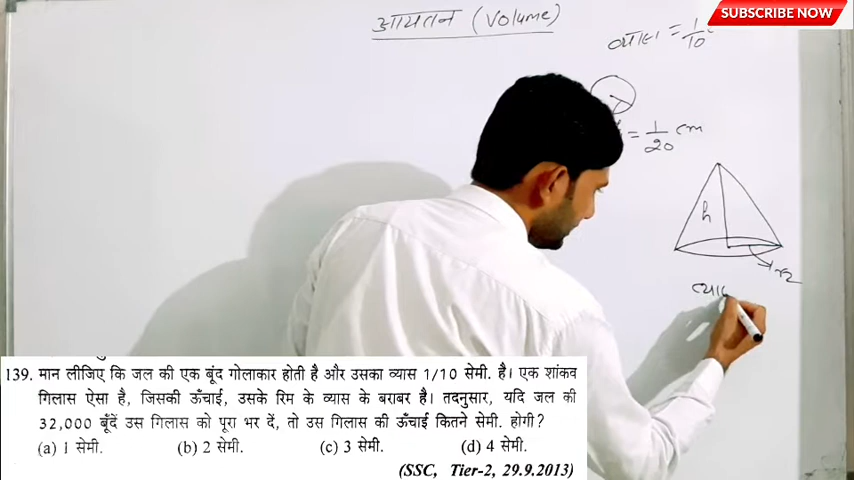 SUBSCRIBE NOW
आयतन (Volume)
व्यास = 1/10
= 1/20 cm
h
r2
व्या
139. मान लीजिए कि जल की एक बूंद गोलाकार होती है और उसका व्यास 1/10 सेमी. है। एक शांकव
गिलास ऐसा है, जिसकी ऊँचाई, उसके रिम के व्यास के बराबर है। तदनुसार, यदि जल की
32,000 बूँदें उस गिलास को पूरा भर दें, तो उस गिलास की ऊँचाई कितने सेमी. होगी?
(a) 1 सेमी. (b) 2 सेमी. (c) 3 सेमी. (d) 4 सेमी.
(SSC, Tier-2, 29.9.2013)